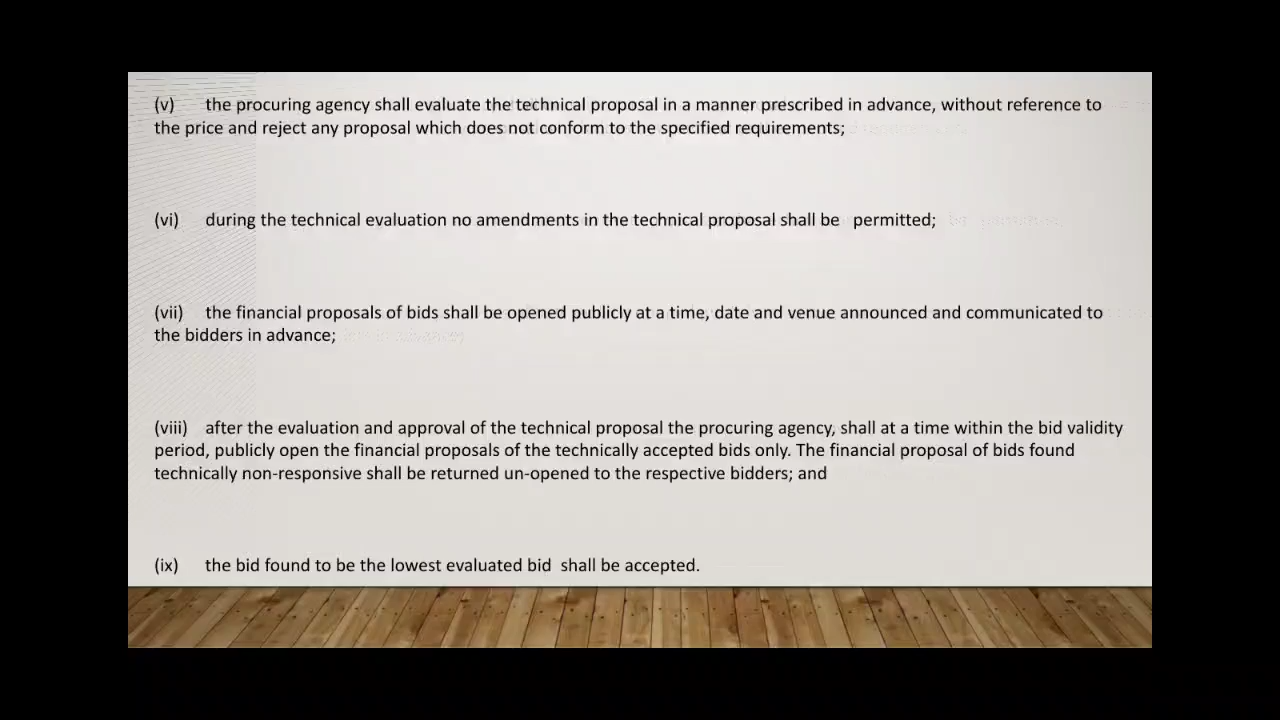 (v) the procuring agency shall evaluate the technical proposal in a manner prescribed in advance, without reference to
the price and reject any proposal which does not conform to the specified requirements;
(vi) during the technical evaluation no amendments in the technical proposal shall be permitted;
(vii) the financial proposals of bids shall be opened publicly at a time, date and venue announced and communicated to
the bidders in advance;
(viii) after the evaluation and approval of the technical proposal the procuring agency, shall at a time within the bid validity
period, publicly open the financial proposals of the technically accepted bids only. The financial proposal of bids found
technically non-responsive shall be returned un-opened to the respective bidders; and
(ix) the bid found to be the lowest evaluated bid shall be accepted.